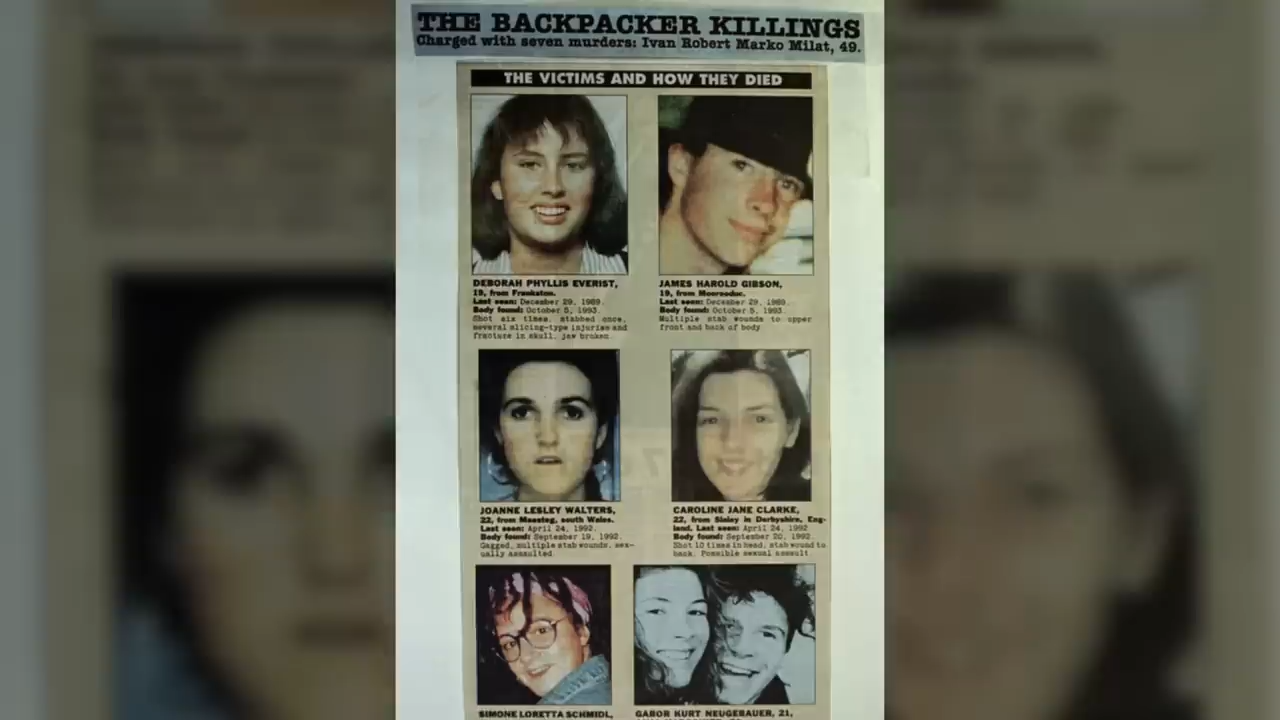 THE BACKPACKER KILLINGS
Charged with seven murders: Ivan Robert Marko Milat, 49.
THE VICTIMS AND HOW THEY DIED
DEBORAH PHYLLIS EVERIST,
19, from Frankston.
Last seen: December 29, 1989.
Body found: October 5, 1993.
Shot six times, stabbed once,
several slicing-type injuries and
fracture in skull, jaw broken.
JAMES HAROLD GIBSON,
19, from Moorooduc.
Last seen: December 29, 1989.
Body found: October 5, 1993.
Multiple stab wounds to upper
front and back of body
JOANNE LESLEY WALTERS,
22, from Maesteg, south Wales.
Last seen: April 24, 1992.
Body found: September 19, 1992.
Gagged, multiple stab wounds, sex-
ually assaulted
CAROLINE JANE CLARKE,
22, from Slaley in Derbyshire, Eng-
land. Last seen: April 24, 1992
Body found: September 20, 1992.
Shot 10 times in head, stab wound to
back. Possible sexual assault
SIMONE LORETTA SCHMIDL,
GABOR KURT NEUGEBAUER, 21,